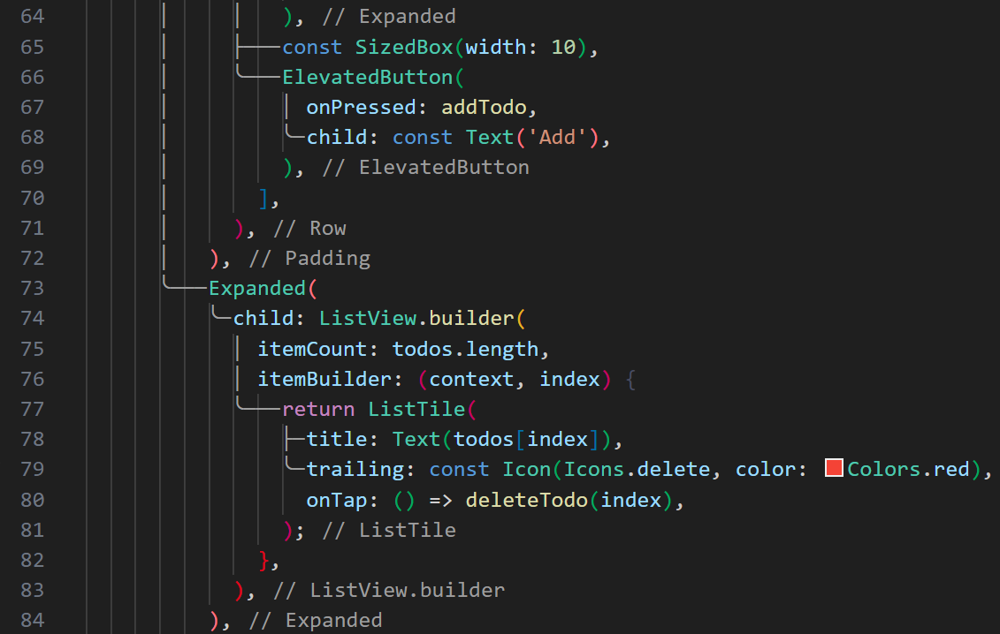 64 ), // Expanded
65 const SizedBox(width: 10),
66 ElevatedButton(
67 onPressed: addTodo,
68 child: const Text('Add'),
69 ), // ElevatedButton
70 ],
71 ), // Row
72 ), // Padding
73 Expanded(
74 child: ListView.builder(
75 itemCount: todos.length,
76 itemBuilder: (context, index) {
77 return ListTile(
78 title: Text(todos[index]),
79 trailing: const Icon(Icons.delete, color: Colors.red),
80 onTap: () => deleteTodo(index),
81 ); // ListTile
82 },
83 ), // ListView.builder
84 ), // Expanded